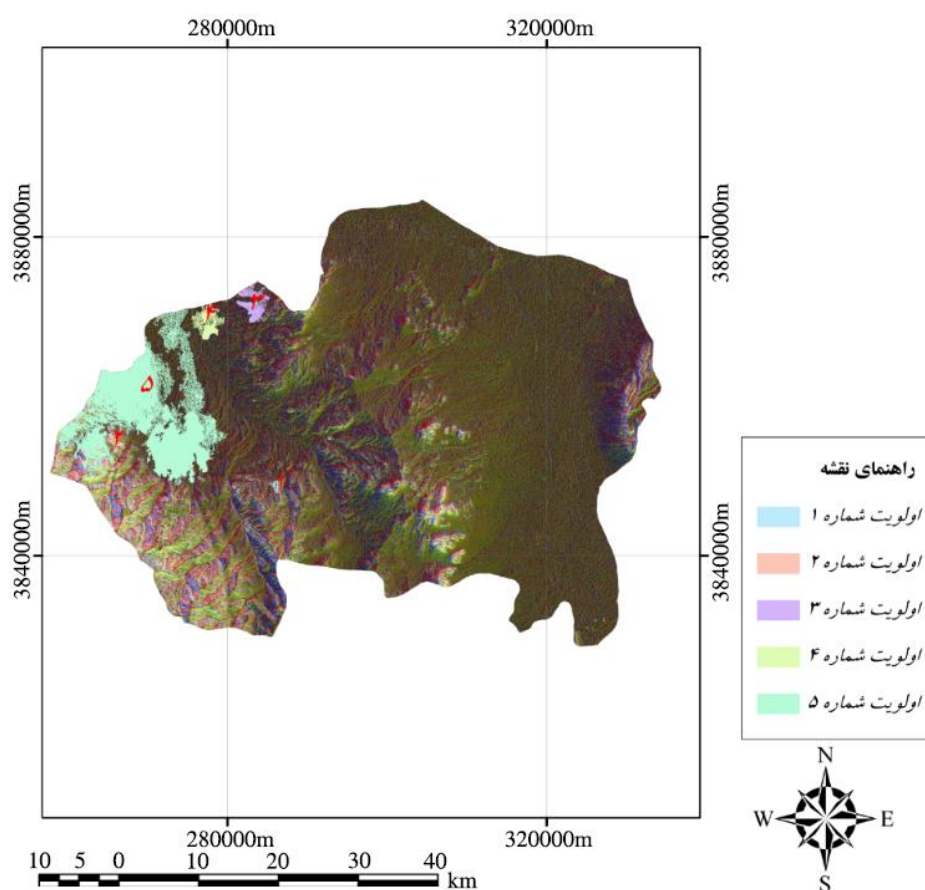 280000m 320000m
3880000m 3880000m
۳
۴
۵
۲
۱
3840000m 3840000m
280000m 320000m
راهنمای نقشه
اولویت شماره ۱
اولویت شماره ۲
اولویت شماره ۳
اولویت شماره ۴
اولویت شماره ۵
N
W E
S
10 5 0 10 20 30 40
km